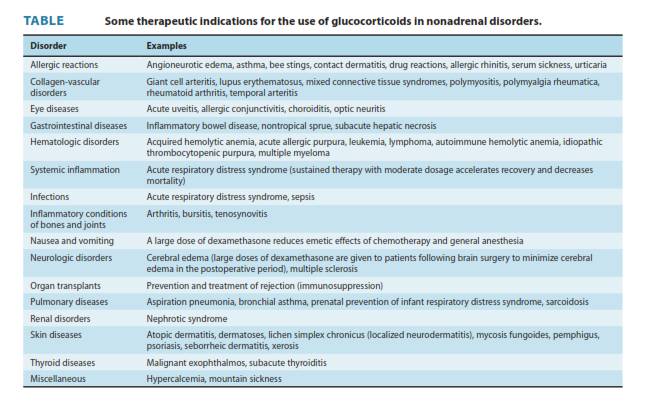 TABLE Some therapeutic indications for the use of glucocorticoids in nonadrenal disorders.
Disorder Examples
Allergic reactions Angioneurotic edema, asthma, bee stings, contact dermatitis, drug reactions, allergic rhinitis, serum sickness, urticaria
Collagen-vascular Giant cell arteritis, lupus erythematosus, mixed connective tissue syndromes, polymyositis, polymyalgia rheumatica,
disorders rheumatoid arthritis, temporal arteritis
Eye diseases Acute uveitis, allergic conjunctivitis, choroiditis, optic neuritis
Gastrointestinal diseases Inflammatory bowel disease, nontropical sprue, subacute hepatic necrosis
Hematologic disorders Acquired hemolytic anemia, acute allergic purpura, leukemia, lymphoma, autoimmune hemolytic anemia, idiopathic
thrombocytopenic purpura, multiple myeloma
Systemic inflammation Acute respiratory distress syndrome (sustained therapy with moderate dosage accelerates recovery and decreases
mortality)
Infections Acute respiratory distress syndrome, sepsis
Inflammatory conditions Arthritis, bursitis, tenosynovitis
of bones and joints
Nausea and vomiting A large dose of dexamethasone reduces emetic effects of chemotherapy and general anesthesia
Neurologic disorders Cerebral edema (large doses of dexamethasone are given to patients following brain surgery to minimize cerebral
edema in the postoperative period), multiple sclerosis
Organ transplants Prevention and treatment of rejection (immunosuppression)
Pulmonary diseases Aspiration pneumonia, bronchial asthma, prenatal prevention of infant respiratory distress syndrome, sarcoidosis
Renal disorders Nephrotic syndrome
Skin diseases Atopic dermatitis, dermatoses, lichen simplex chronicus (localized neurodermatitis), mycosis fungoides, pemphigus,
psoriasis, seborrheic dermatitis, xerosis
Thyroid diseases Malignant exophthalmos, subacute thyroiditis
Miscellaneous Hypercalcemia, mountain sickness